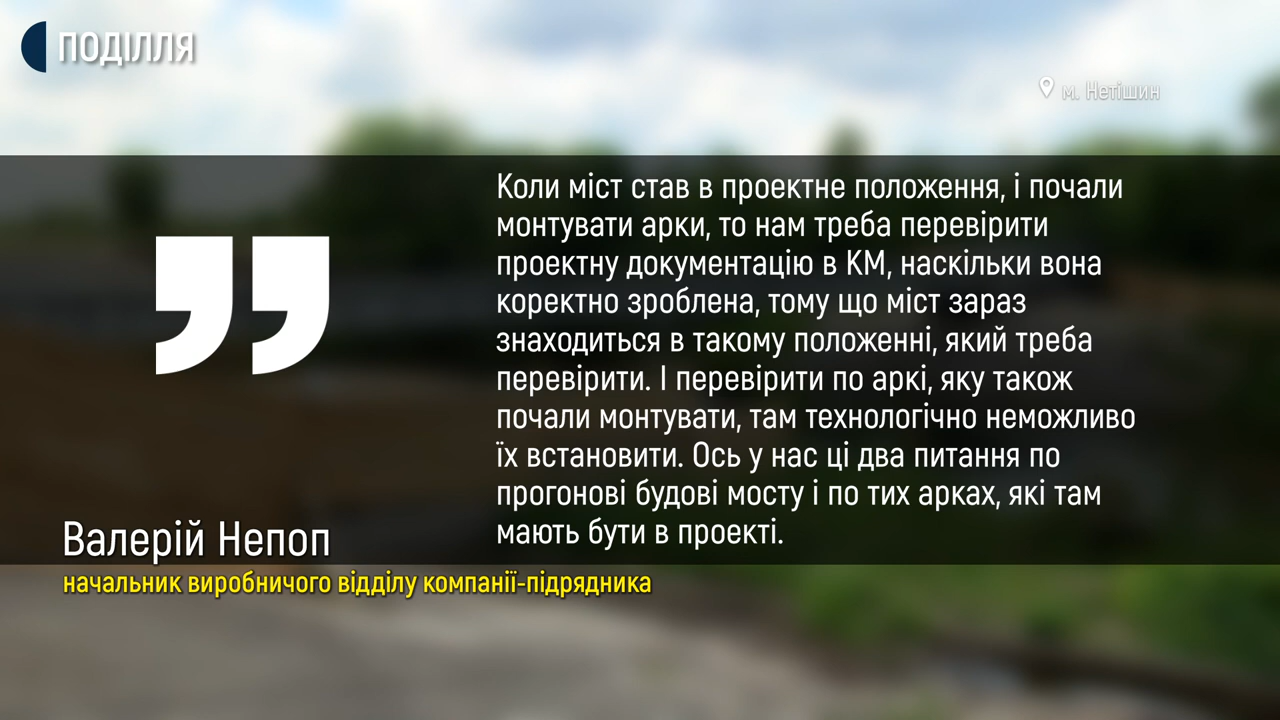 ПОДІЛЛЯ
м. Нетішин
Коли міст став в проектне положення, і почали
монтувати арки, то нам треба перевірити
проектну документацію в КМ, наскільки вона
коректно зроблена, тому що міст зараз
знаходиться в такому положенні, який треба
перевірити. І перевірити по аркі, яку також
почали монтувати, там технологічно неможливо
їх встановити. Ось у нас ці два питання по
прогонові будові мосту і по тих арках, які там
мають бути в проекті.
Валерій Непоп
начальник виробничого відділу компанії-підрядника